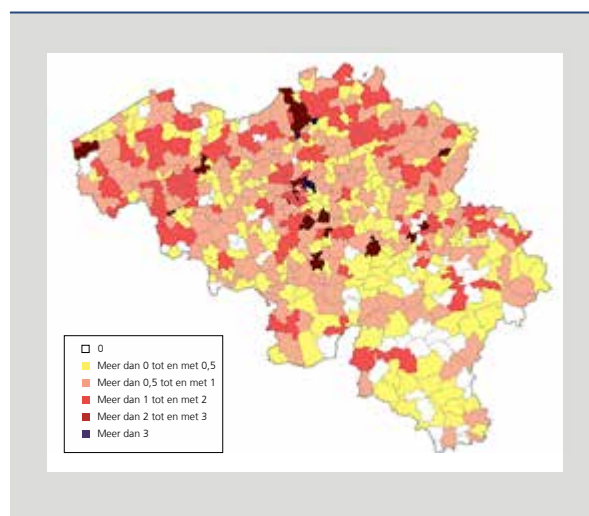 0
Meer dan 0 tot en met 0,5
Meer dan 0,5 tot en met 1
Meer dan 1 tot en met 2
Meer dan 2 tot en met 3
Meer dan 3